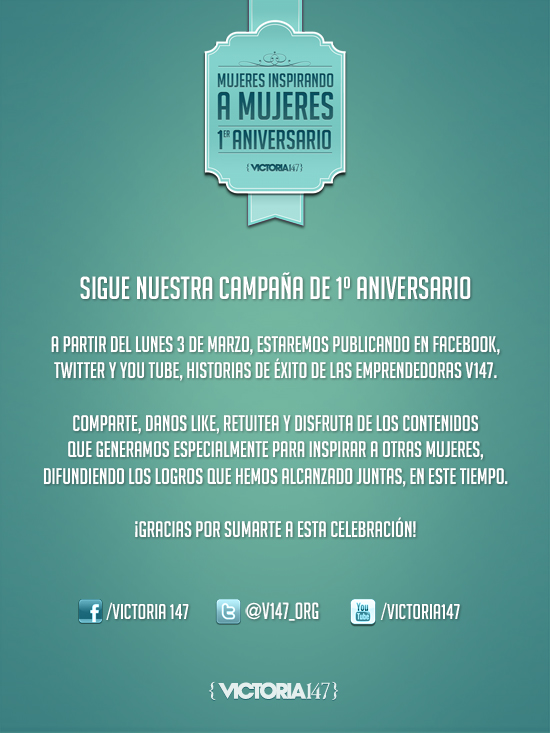 MUJERES INSPIRANDO
A MUJERES
1ER ANIVERSARIO
{VICTORIA147}
SIGUE NUESTRA CAMPAÑA DE 1º ANIVERSARIO
A PARTIR DEL LUNES 3 DE MARZO, ESTAREMOS PUBLICANDO EN FACEBOOK,
TWITTER Y YOU TUBE, HISTORIAS DE ÉXITO DE LAS EMPRENDEDORAS V147.
COMPARTE, DANOS LIKE, RETUITEA Y DISFRUTA DE LOS CONTENIDOS
QUE GENERAMOS ESPECIALMENTE PARA INSPIRAR A OTRAS MUJERES,
DIFUNDIENDO LOS LOGROS QUE HEMOS ALCANZADO JUNTAS, EN ESTE TIEMPO.
¡GRACIAS POR SUMARTE A ESTA CELEBRACIÓN!
f /VICTORIA 147 t @V147_ORG You Tube /VICTORIA147
{VICTORIA147}